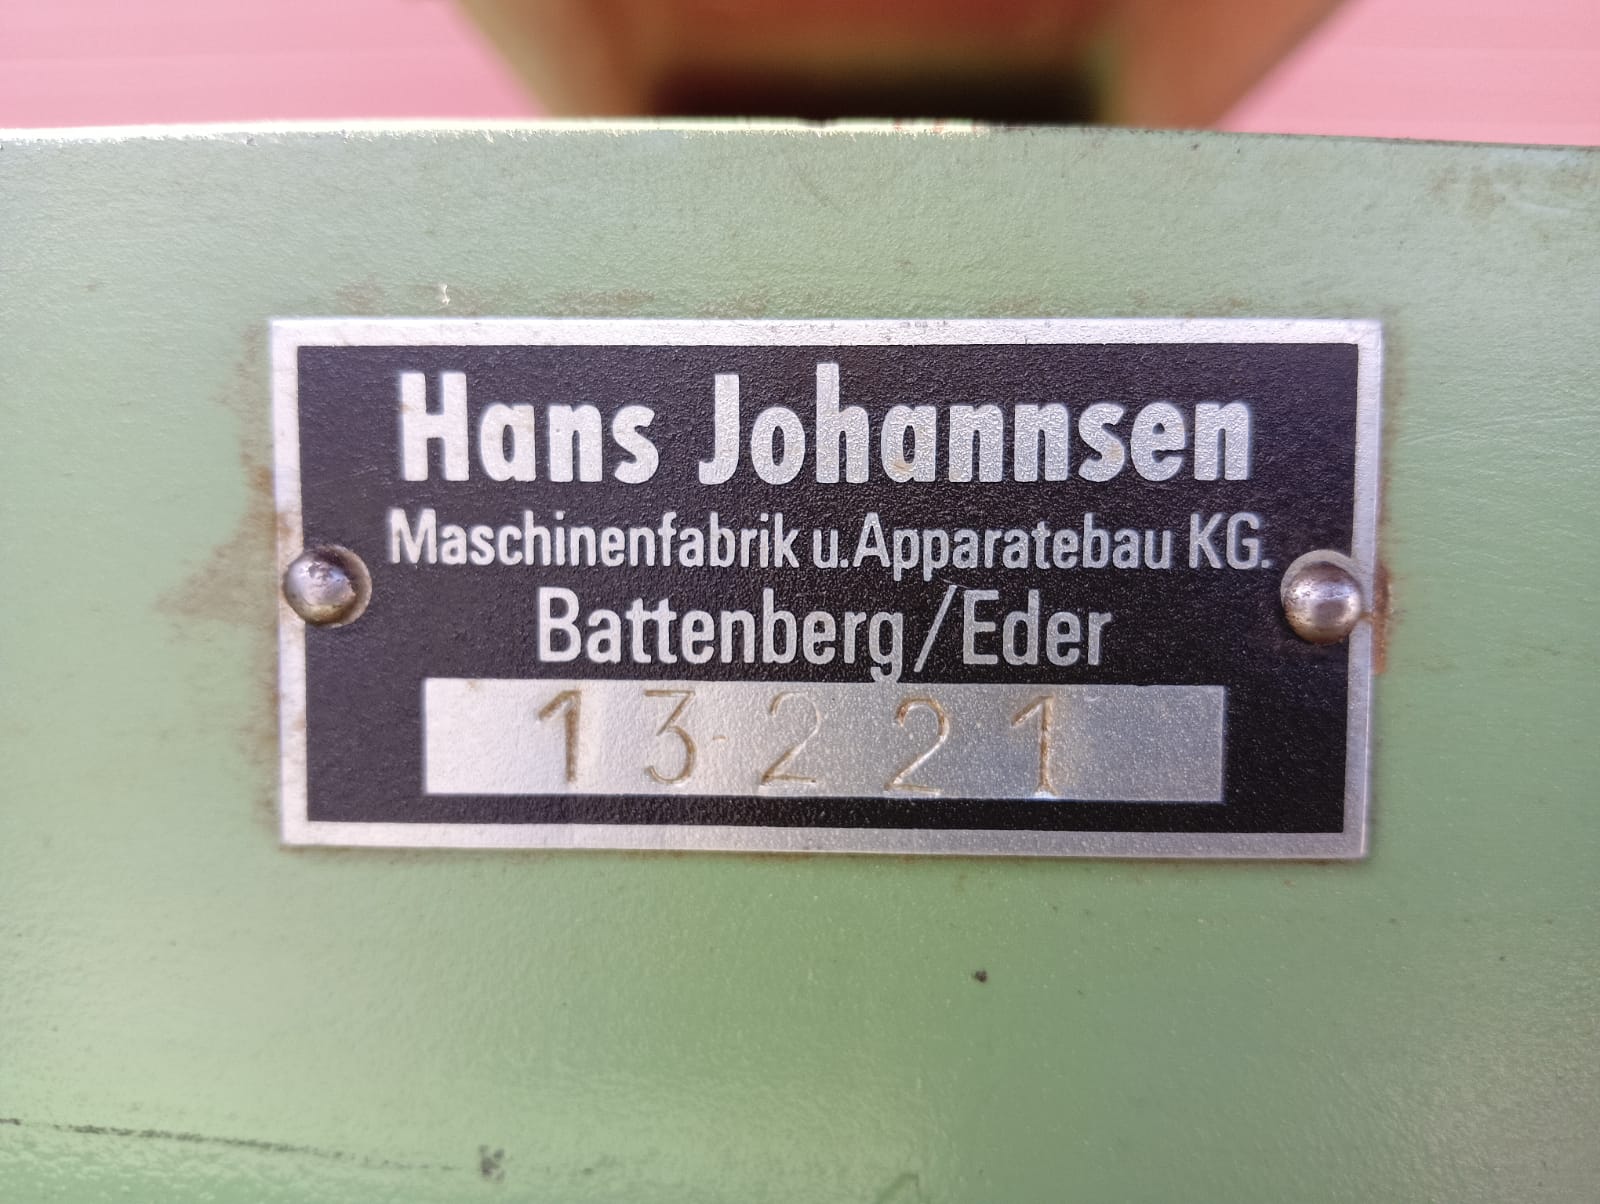 Hans Johannsen
Maschinenfabrik u. Apparatebau KG.
Battenberg/Eder
13221